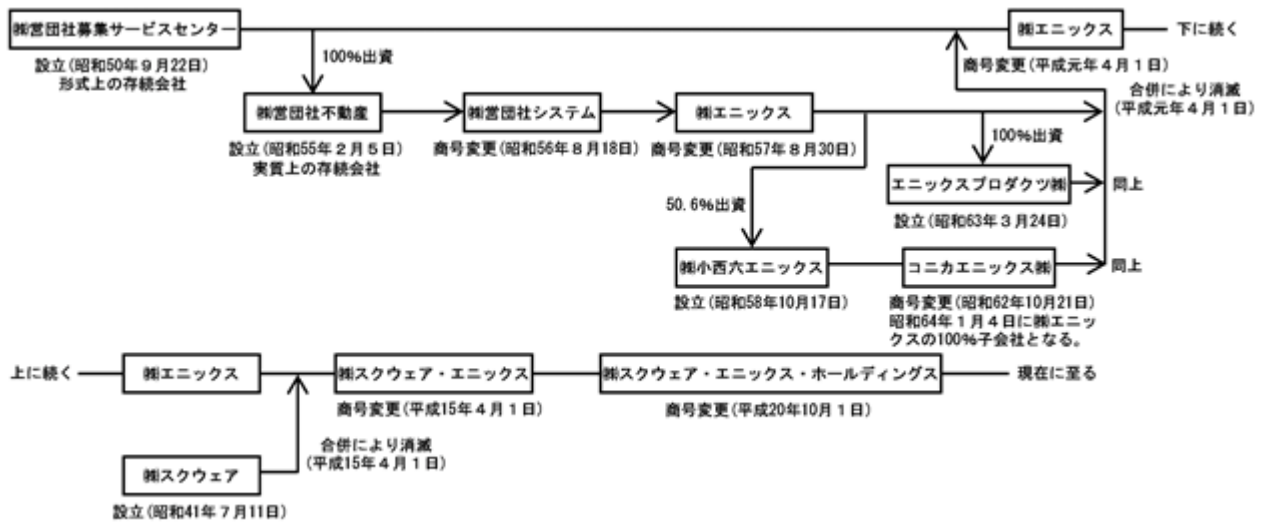 ㈱営団社募集サービスセンター
㈱エニックス
下に続く
設立(昭和50年9月22日)
形式上の存続会社
100%出資
商号変更(平成元年4月1日)
合併により消滅
(平成元年4月1日)
㈱営団社不動産
㈱営団社システム
㈱エニックス
設立(昭和55年2月5日)
実質上の存続会社
商号変更(昭和56年8月18日)
商号変更(昭和57年8月30日)
100%出資
エニックスプロダクツ㈱
同上
50.6%出資
設立(昭和63年3月24日)
㈱小西六エニックス
コニカエニックス㈱
同上
設立(昭和58年10月17日)
商号変更(昭和62年10月21日)
昭和64年1月4日に㈱エニッ
クスの100%子会社となる。
上に続く
㈱エニックス
㈱スクウェア・エニックス
㈱スクウェア・エニックス・ホールディングス
現在に至る
商号変更(平成15年4月1日)
商号変更(平成20年10月1日)
合併により消滅
(平成15年4月1日)
㈱スクウェア
設立(昭和41年7月11日)